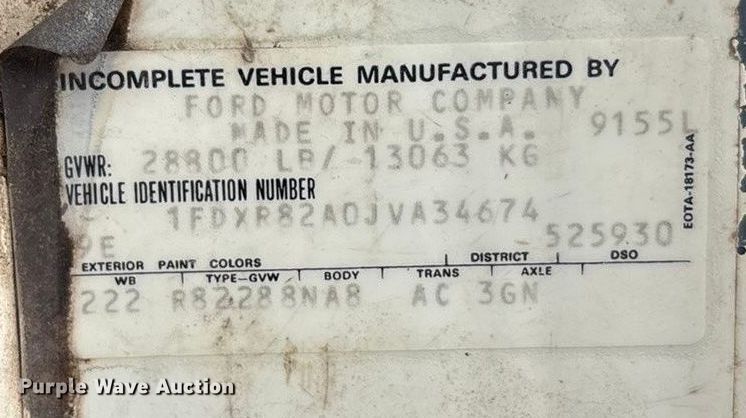 INCOMPLETE VEHICLE MANUFACTURED BY
FORD MOTOR COMPANY
MADE IN U.S.A. 9155L
GVWR: 28800 LB/ 13063 KG
VEHICLE IDENTIFICATION NUMBER
1FDXR82A0JVA34674
9E 525930
EXTERIOR PAINT COLORS DISTRICT DSO
WB TYPE-GVW BODY TRANS AXLE
222 R82288NA8 AC 3GN
EOTA-18173-AA
Purple Wave Auction